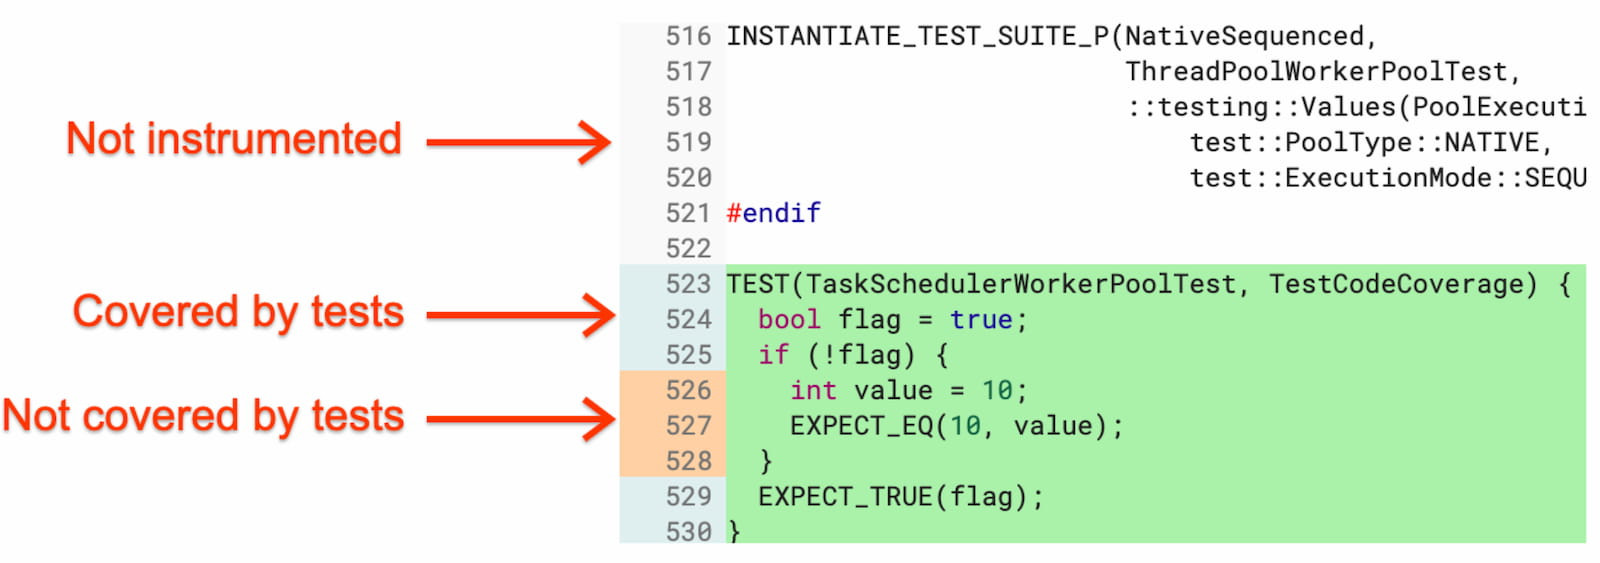 516 INSTANTIATE_TEST_SUITE_P(NativeSequenced,
517 ThreadPoolWorkerPoolTest,
518 ::testing::Values(PoolExecuti
Not instrumented
519 test::PoolType::NATIVE,
520 test::ExecutionMode::SEQU
521 #endif
522
523 TEST(TaskSchedulerWorkerPoolTest, TestCodeCoverage) {
Covered by tests
524 bool flag = true;
525 if (!flag) {
526 int value = 10;
Not covered by tests
527 EXPECT_EQ(10, value);
528 }
529 EXPECT_TRUE(flag);
530 }